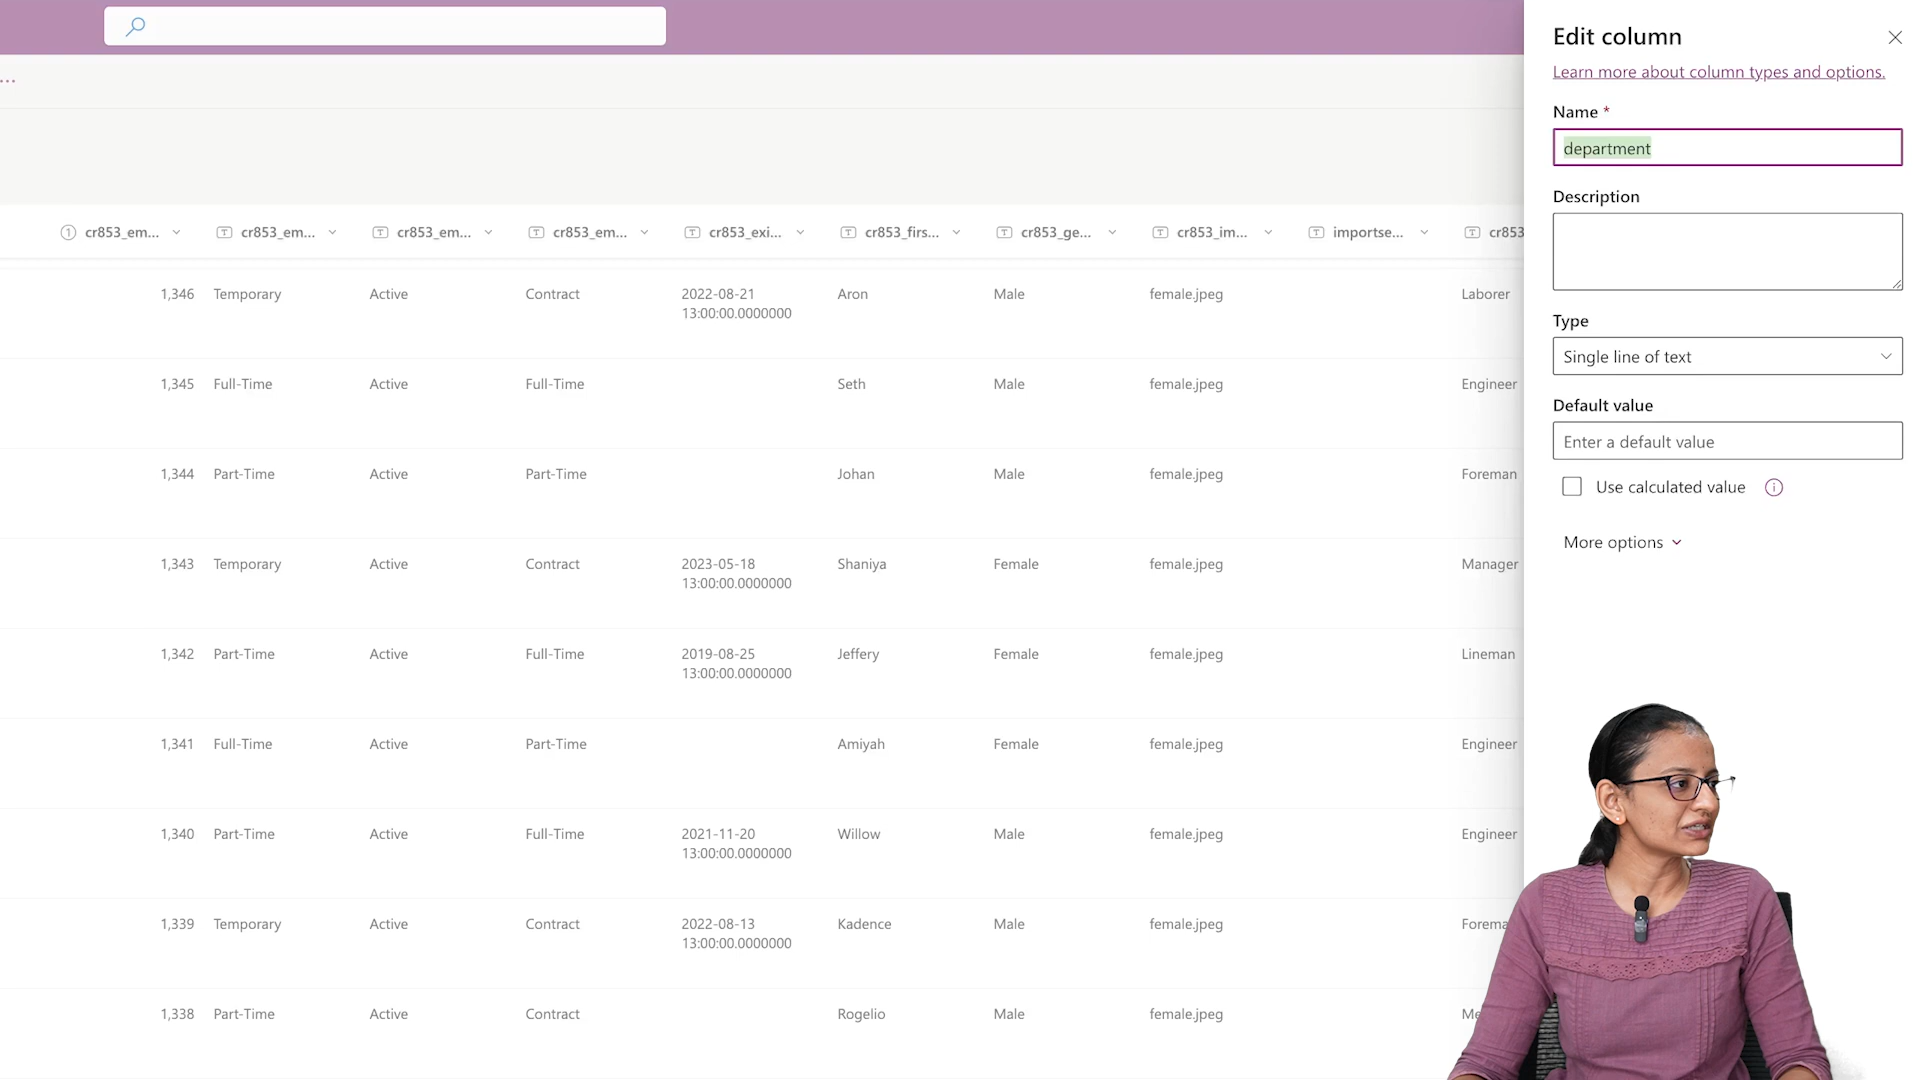 ...
Edit column
Learn more about column types and options.
Name *
department
Description
Type
Single line of text
Default value
Enter a default value
Use calculated value
More options
cr853_em... cr853_em... cr853_em... cr853_em... cr853_exi... cr853_firs... cr853_ge... cr853_im... importse... cr853
1,346 Temporary Active Contract 2022-08-21 Aron Male female.jpeg Laborer
13:00:00.0000000
1,345 Full-Time Active Full-Time Seth Male female.jpeg Engineer
1,344 Part-Time Active Part-Time Johan Male female.jpeg Foreman
1,343 Temporary Active Contract 2023-05-18 Shaniya Female female.jpeg Manager
13:00:00.0000000
1,342 Part-Time Active Full-Time 2019-08-25 Jeffery Female female.jpeg Lineman
13:00:00.0000000
1,341 Full-Time Active Part-Time Amiyah Female female.jpeg Engineer
1,340 Part-Time Active Full-Time 2021-11-20 Willow Male female.jpeg Engineer
13:00:00.0000000
1,339 Temporary Active Contract 2022-08-13 Kadence Male female.jpeg Forema
13:00:00.0000000
1,338 Part-Time Active Contract Rogelio Male female.jpeg Me